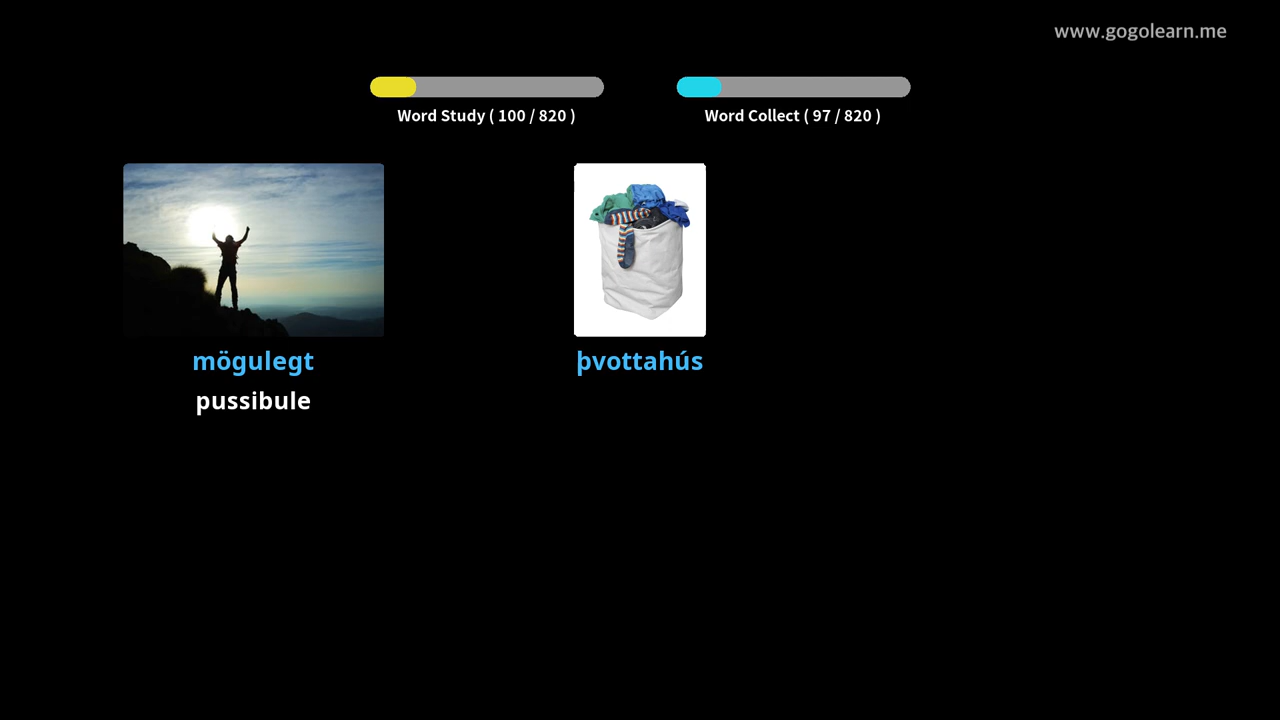 www.gogolearn.me
Word Study ( 100 / 820 )
Word Collect ( 97 / 820 )
mögulegt
pussibule
þvottahús